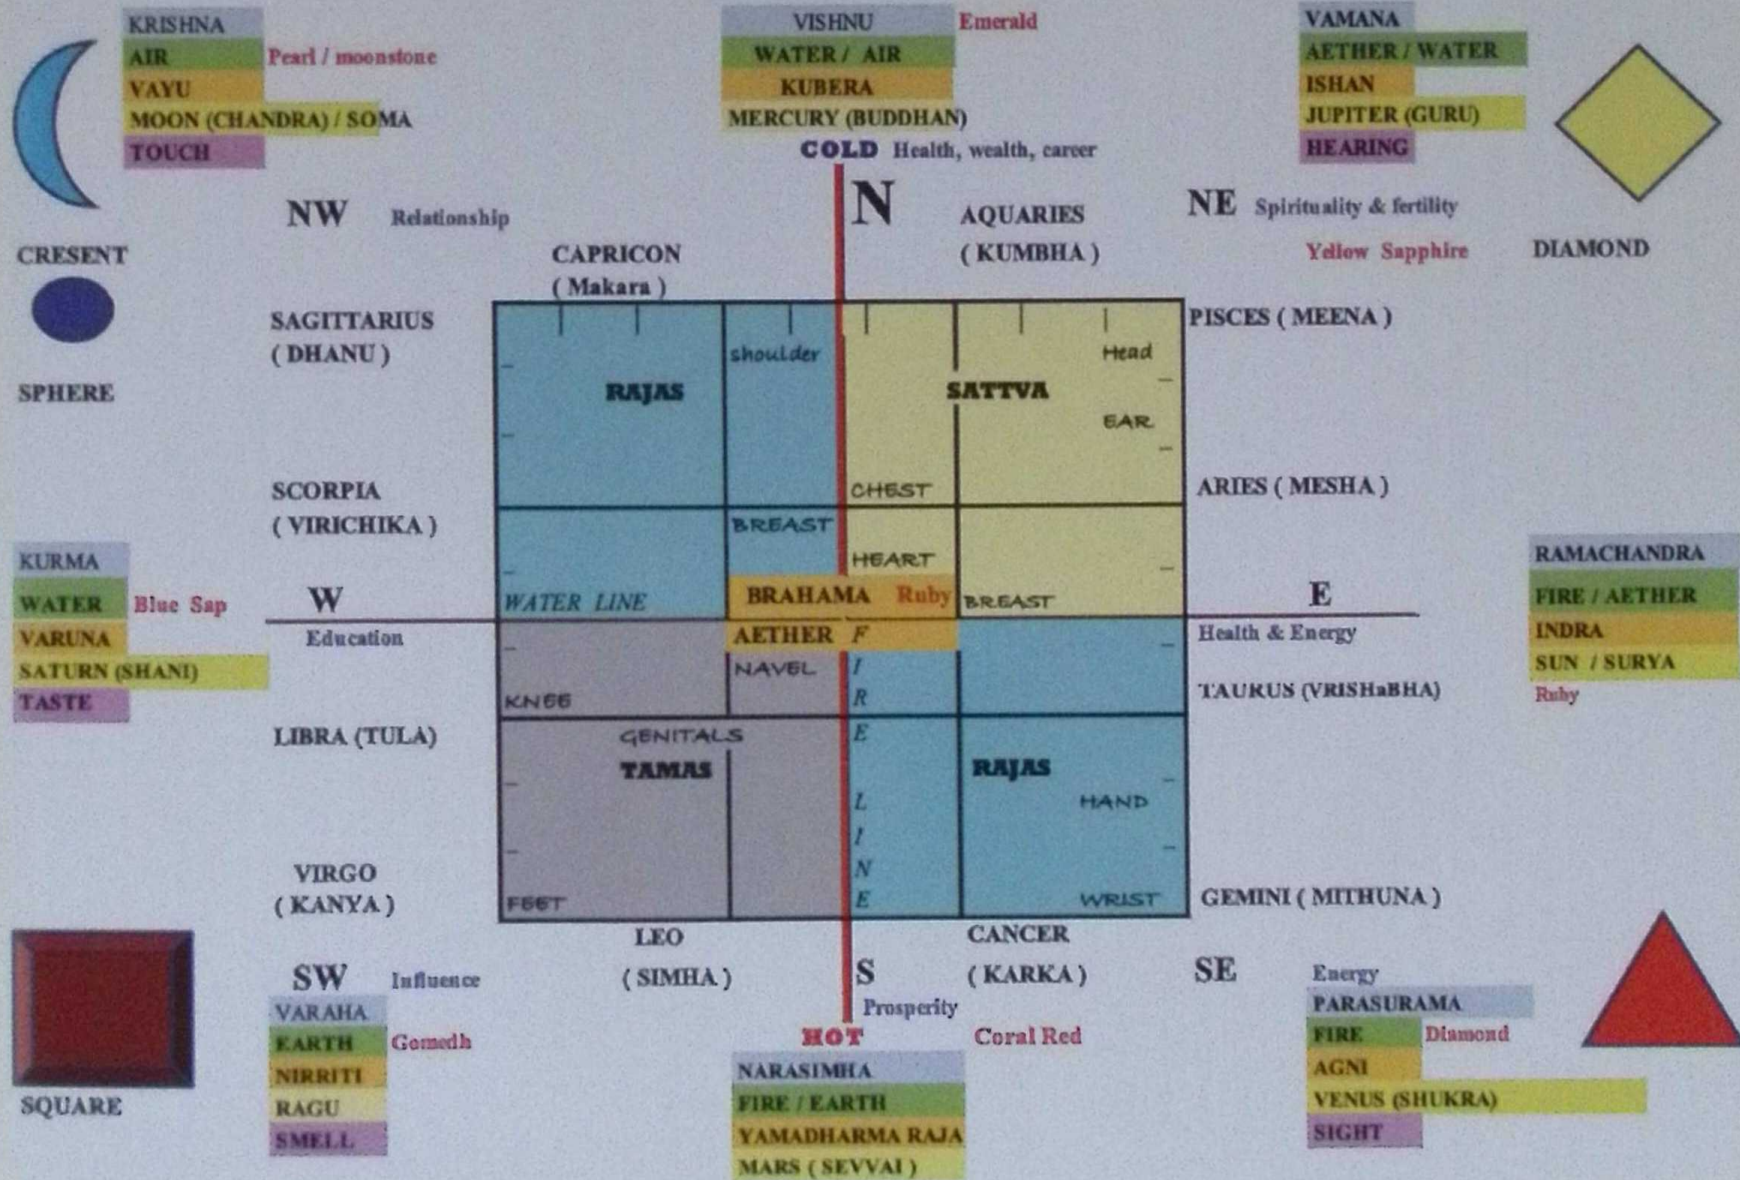 KRISHNA
AIR Pearl / moonstone
VAYU
MOON (CHANDRA) / SOMA
TOUCH
VISHNU Emerald
WATER / AIR
KUBERA
MERCURY (BUDDHAN)
COLD Health, wealth, career
VAMANA
AETHER / WATER
ISHAN
JUPITER (GURU)
HEARING
NW Relationship
N
AQUARIES
( KUMBHA )
NE Spirituality & fertility
Yellow Sapphire
DIAMOND
CRESENT
CAPRICON
( Makara )
SPHERE
SAGITTARIUS
( DHANU )
shoulder
Head
PISCES ( MEENA )
RAJAS
SATTVA
EAR
SCORPIA
( VIRICHIKA )
CHEST
ARIES ( MESHA )
BREAST
HEART
KURMA
WATER Blue Sap
VARUNA
SATURN (SHANI)
TASTE
W
Education
WATER LINE
BRAHAMA Ruby
BREAST
AETHER
FIRE LINE
E
Health & Energy
RAMACHANDRA
FIRE / AETHER
INDRA
SUN / SURYA
Ruby
NAVEL
KNEE
TAURUS (VRISHaBHA)
LIBRA (TULA)
GENITALS
TAMAS
RAJAS
HAND
VIRGO
( KANYA )
FEET
WRIST
GEMINI ( MITHUNA )
LEO
( SIMHA )
CANCER
( KARKA )
SW Influence
S
Prosperity
SE Energy
SQUARE
VARAHA
EARTH Gomedh
NIRRITI
RAGU
SMELL
HOT Coral Red
NARASIMHA
FIRE / EARTH
YAMADHARMA RAJA
MARS ( SEVVAI )
PARASURAMA
FIRE Diamond
AGNI
VENUS (SHUKRA)
SIGHT